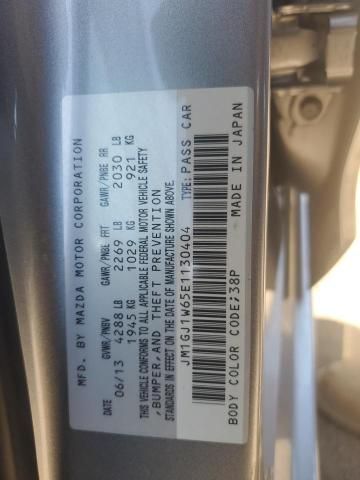 MFD. BY MAZDA MOTOR CORPORATION
DATE GVWR/PNBV GAWR/PNBE FRT GAWR/PNBE RR
06/13 4288 LB 2269 LB 2030 LB
1945 KG 1029 KG 921 KG
THIS VEHICLE CONFORMS TO ALL APPLICABLE FEDERAL MOTOR VEHICLE SAFETY
,BUMPER,AND THEFT PREVENTION
STANDARDS IN EFFECT ON THE DATE OF MANUFACTURE SHOWN ABOVE.
JM1GJ1W65E1130404 TYPE:PASS CAR
BODY COLOR CODE;38P MADE IN JAPAN